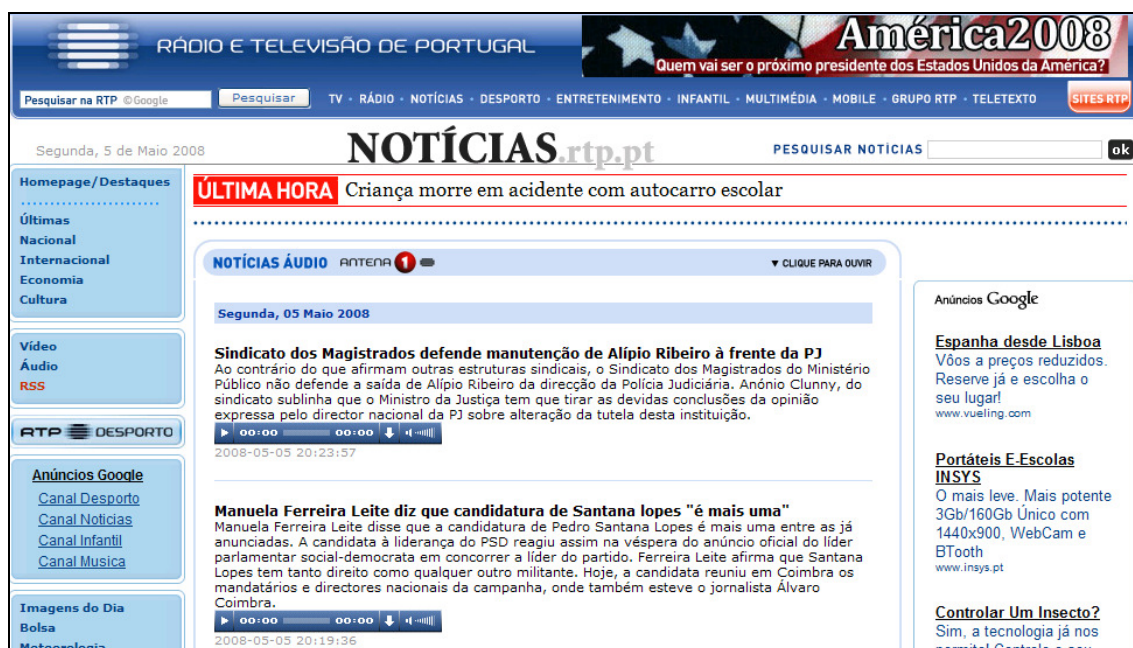 RÁDIO E TELEVISÃO DE PORTUGAL
América2008
Quem vai ser o próximo presidente dos Estados Unidos da América?
Pesquisar na RTP ©Google
Pesquisar
TV · RÁDIO · NOTÍCIAS · DESPORTO · ENTRETENIMENTO · INFANTIL · MULTIMÉDIA · MOBILE · GRUPO RTP · TELETEXTO
SITES RTP
Segunda, 5 de Maio 2008
NOTÍCIAS.rtp.pt
PESQUISAR NOTÍCIAS
ok
Homepage/Destaques
Últimas
Nacional
Internacional
Economia
Cultura
Vídeo
Áudio
RSS
RTP DESPORTO
Anúncios Google
Canal Desporto
Canal Noticias
Canal Infantil
Canal Musica
Imagens do Dia
Bolsa
Meteorologia
ÚLTIMA HORA Criança morre em acidente com autocarro escolar
NOTÍCIAS ÁUDIO ANTENA 1
▼ CLIQUE PARA OUVIR
Segunda, 05 Maio 2008
Sindicato dos Magistrados defende manutenção de Alípio Ribeiro à frente da PJ
Ao contrário do que afirmam outras estruturas sindicais, o Sindicato dos Magistrados do Ministério
Público não defende a saída de Alípio Ribeiro da direcção da Polícia Judiciária. Anónio Clunny, do
sindicato sublinha que o Ministro da Justiça tem que tirar as devidas conclusões da opinião
expressa pelo director nacional da PJ sobre alteração da tutela desta instituição.
00:00 00:00
2008-05-05 20:23:57
Manuela Ferreira Leite diz que candidatura de Santana lopes "é mais uma"
Manuela Ferreira Leite disse que a candidatura de Pedro Santana Lopes é mais uma entre as já
anunciadas. A candidata à liderança do PSD reagiu assim na véspera do anúncio oficial do líder
parlamentar social-democrata em concorrer a líder do partido. Ferreira Leite afirma que Santana
Lopes tem tanto direito como qualquer outro militante. Hoje, a candidata reuniu em Coimbra os
mandatários e directores nacionais da campanha, onde também esteve o jornalista Álvaro
Coimbra.
00:00 00:00
2008-05-05 20:19:36
Anúncios Google
Espanha desde Lisboa
Vôos a preços reduzidos.
Reserve já e escolha o
seu lugar!
www.vueling.com
Portáteis E-Escolas
INSYS
O mais leve. Mais potente
3Gb/160Gb Único com
1440x900, WebCam e
BTooth
www.insys.pt
Controlar Um Insecto?
Sim, a tecnologia já nos